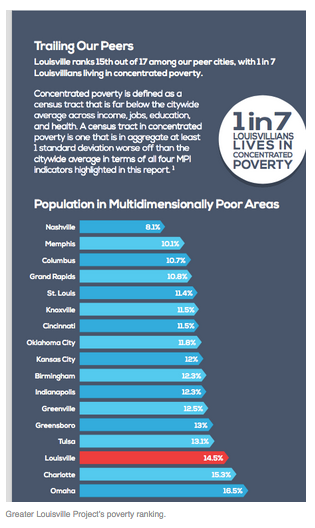 Trailing Our Peers
Louisville ranks 15th out of 17 among our peer cities, with 1 in 7
Louisvillians living in concentrated poverty.
Concentrated poverty is defined as a
census tract that is far below the citywide
average across income, jobs, education,
and health. A census tract in concentrated
poverty is one that is in aggregate at least
1 standard deviation worse off than the
citywide average in terms of all four MPI
indicators highlighted in this report. 1
1 in 7
LOUISVILLIANS
LIVES IN
CONCENTRATED
POVERTY
Population in Multidimensionally Poor Areas
Nashville 8.1%
Memphis 10.1%
Columbus 10.7%
Grand Rapids 10.8%
St. Louis 11.4%
Knoxville 11.5%
Cincinnati 11.5%
Oklahoma City 11.8%
Kansas City 12%
Birmingham 12.3%
Indianapolis 12.3%
Greenville 12.5%
Greensboro 13%
Tulsa 13.1%
Louisville 14.5%
Charlotte 15.3%
Omaha 18.5%
Greater Louisville Project's poverty ranking.